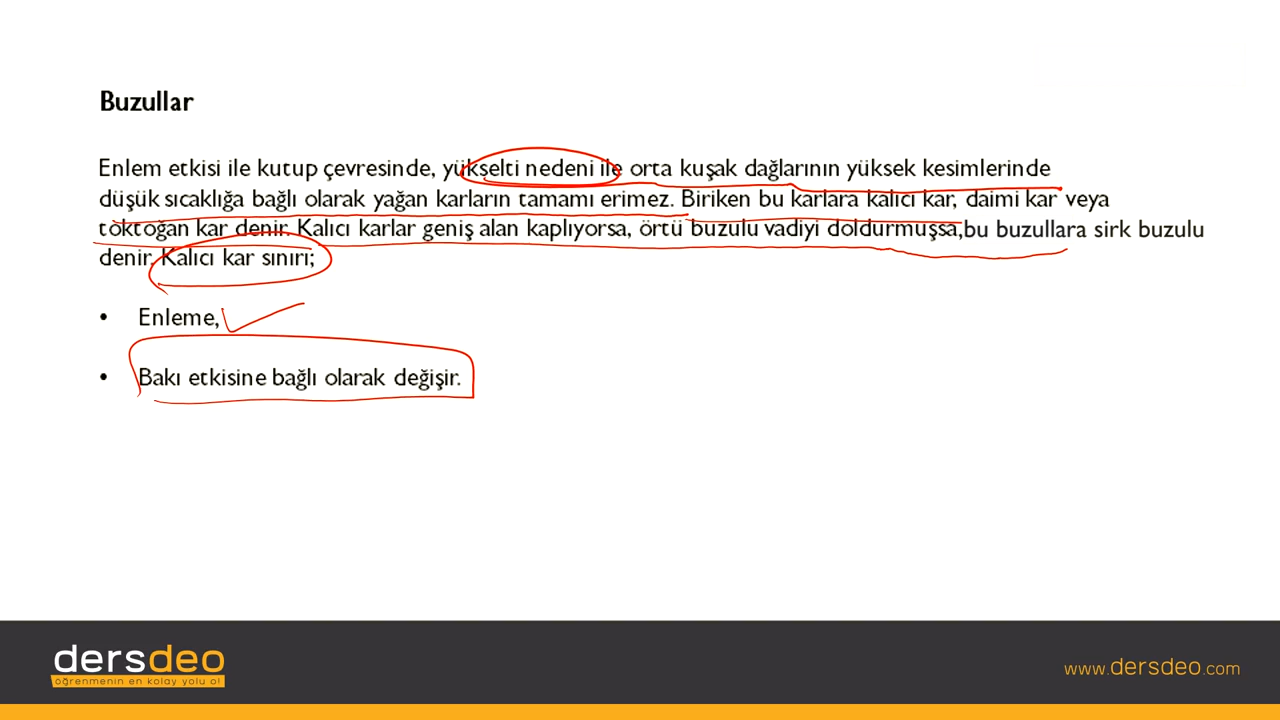 Buzullar
Enlem etkisi ile kutup çevresinde, yükselti nedeni ile orta kuşak dağlarının yüksek kesimlerinde
düşük sıcaklığa bağlı olarak yağan karların tamamı erimez. Biriken bu karlara kalıcı kar, daimi kar veya
toktoğan kar denir. Kalıcı karlar geniş alan kaplıyorsa, örtü buzulu vadiyi doldurmuşsa,bu buzullara sirk buzulu
denir. Kalıcı kar sınırı;
• Enleme,
• Bakı etkisine bağlı olarak değişir.
dersdeo
öğrenmenin en kolay yolu o!
www.dersdeo.com